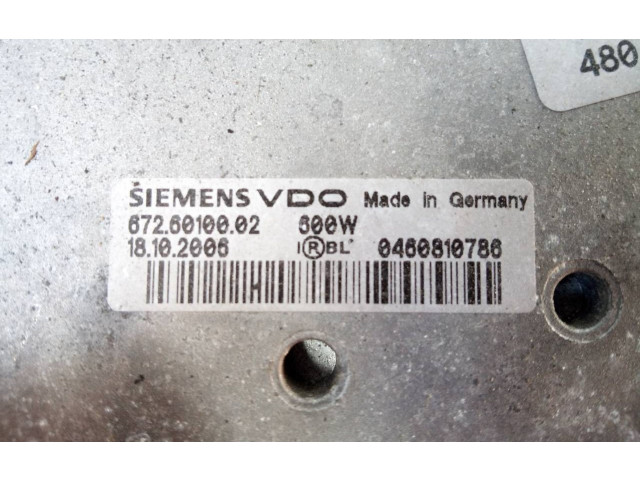 480
SIEMENS VDO Made in Germany
672.60100.02 600W
18.10.2006 I®BL* 0460810786